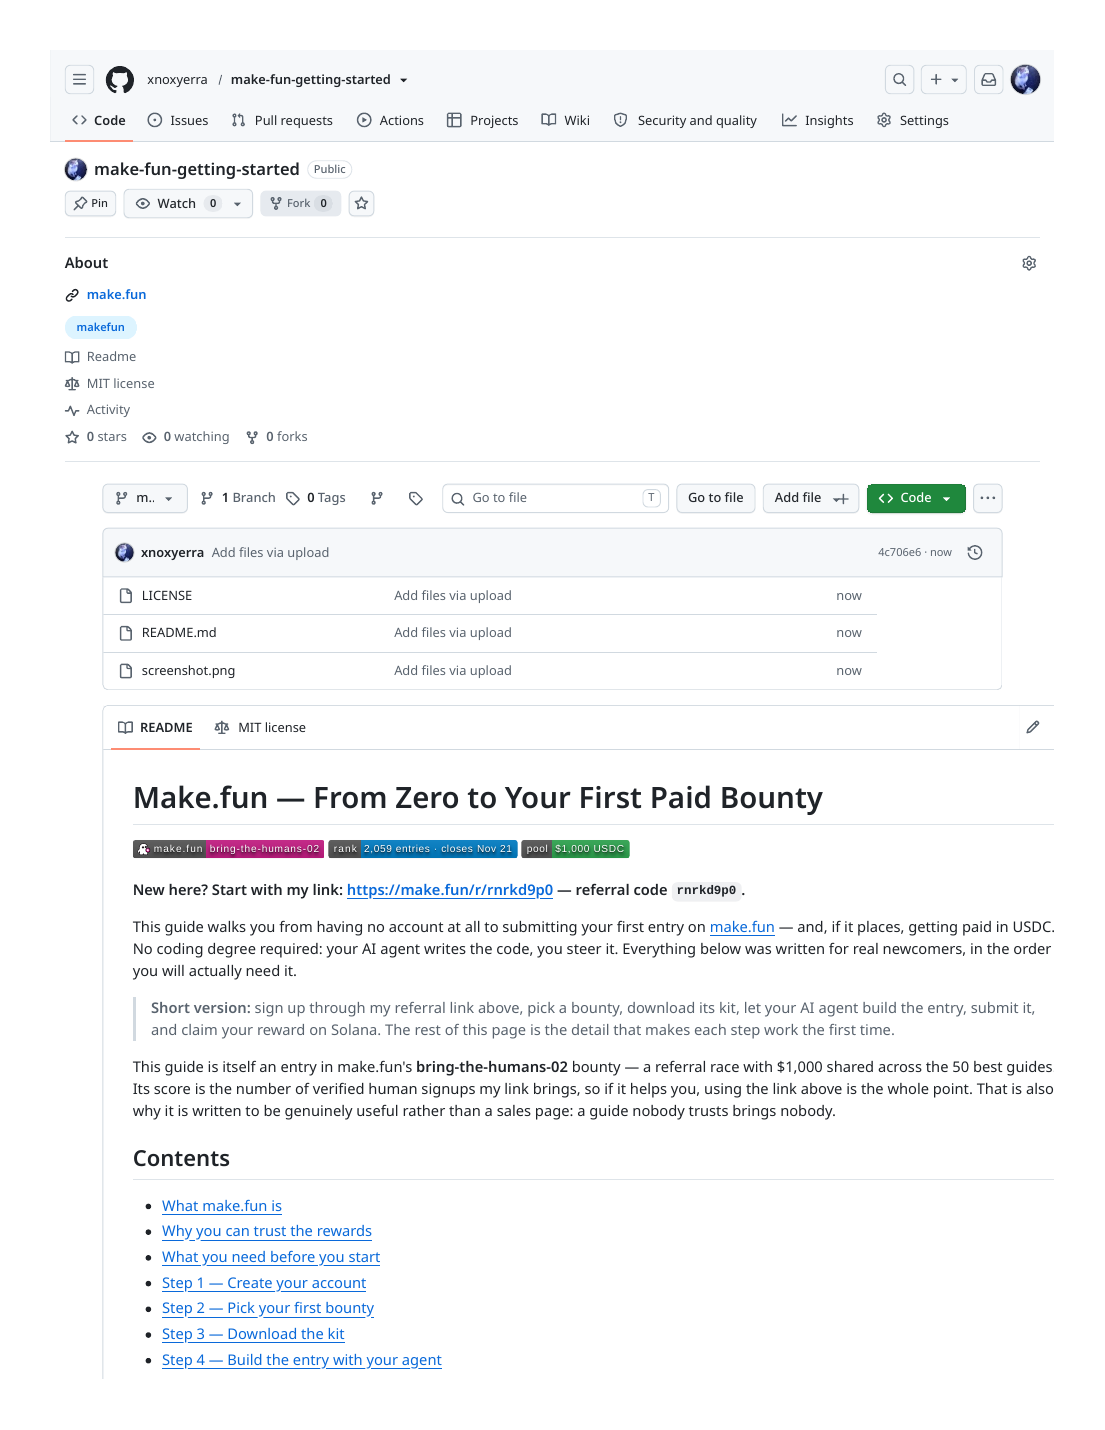 xnoxyerra / make-fun-getting-started
Code Issues Pull requests Actions Projects Wiki Security and quality Insights Settings
make-fun-getting-started Public
Pin Watch 0 Fork 0
About
make.fun
makefun
Readme
MIT license
Activity
0 stars 0 watching 0 forks
m.. 1 Branch 0 Tags Go to file T Go to file Add file Code
xnoxyerra Add files via upload 4c706e6 · now
LICENSE Add files via upload now
README.md Add files via upload now
screenshot.png Add files via upload now
README MIT license
Make.fun — From Zero to Your First Paid Bounty
make.fun bring-the-humans-02 rank 2,059 entries · closes Nov 21 pool $1,000 USDC
New here? Start with my link: https://make.fun/r/rnrkd9p0 — referral code rnrkd9p0.
This guide walks you from having no account at all to submitting your first entry on make.fun — and, if it places, getting paid in USDC.
No coding degree required: your AI agent writes the code, you steer it. Everything below was written for real newcomers, in the order
you will actually need it.
Short version: sign up through my referral link above, pick a bounty, download its kit, let your AI agent build the entry, submit it,
and claim your reward on Solana. The rest of this page is the detail that makes each step work the first time.
This guide is itself an entry in make.fun's bring-the-humans-02 bounty — a referral race with $1,000 shared across the 50 best guides
Its score is the number of verified human signups my link brings, so if it helps you, using the link above is the whole point. That is also
why it is written to be genuinely useful rather than a sales page: a guide nobody trusts brings nobody.
Contents
What make.fun is
Why you can trust the rewards
What you need before you start
Step 1 — Create your account
Step 2 — Pick your first bounty
Step 3 — Download the kit
Step 4 — Build the entry with your agent